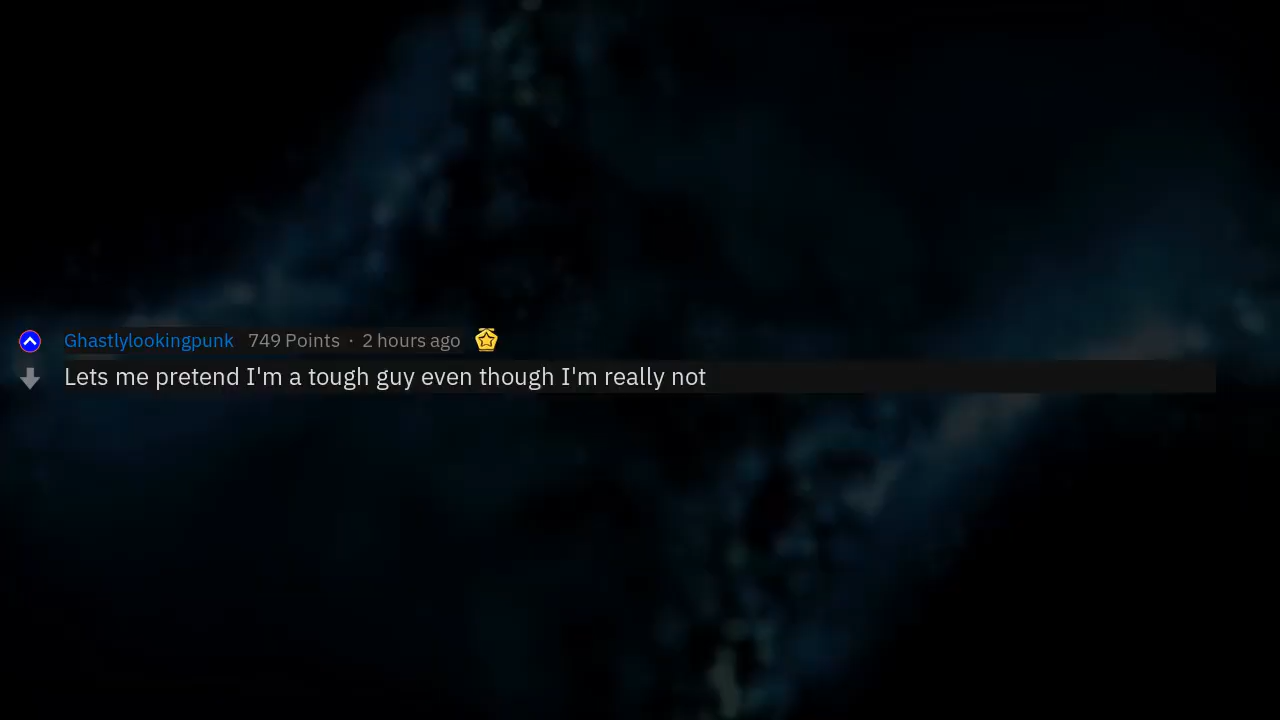 Ghastlylookingpunk 749 Points · 2 hours ago
Lets me pretend I'm a tough guy even though I'm really not